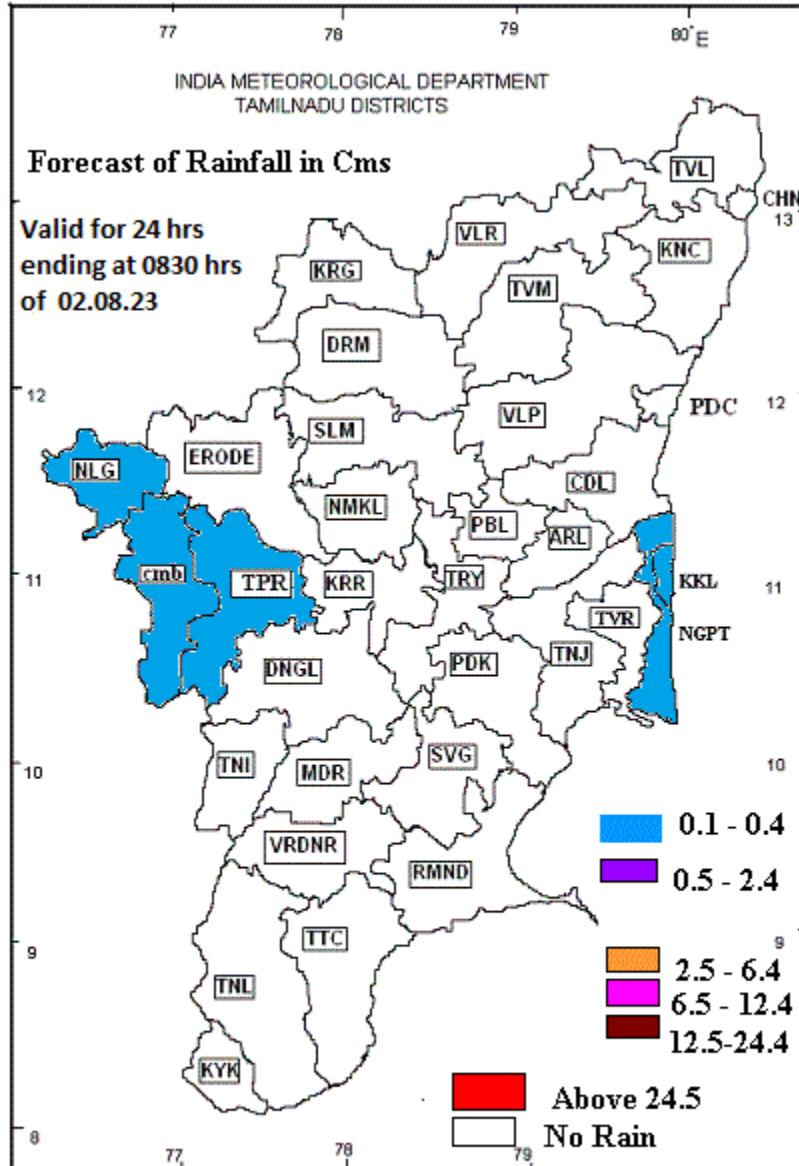 77 78 79 80°E
INDIA METEOROLOGICAL DEPARTMENT
TAMILNADU DISTRICTS
Forecast of Rainfall in Cms
TVL
CHN
13
Valid for 24 hrs
ending at 0830 hrs
of 02.08.23
VLR
KNC
KRG
TVM
DRM
12
12
PDC
VLP
SLM
ERODE
NLG
CDL
NMKL
PBL
ARL
11
cmb
TPR
KRR
TRY
KKL
11
TVR
NGPT
DNGL
PDK
TNJ
10
TNI
MDR
SVG
10
0.1 - 0.4
VRDNR
RMND
0.5 - 2.4
9
TTC
9
2.5 - 6.4
TNL
6.5 - 12.4
12.5-24.4
KYK
Above 24.5
No Rain
8
77 78 79